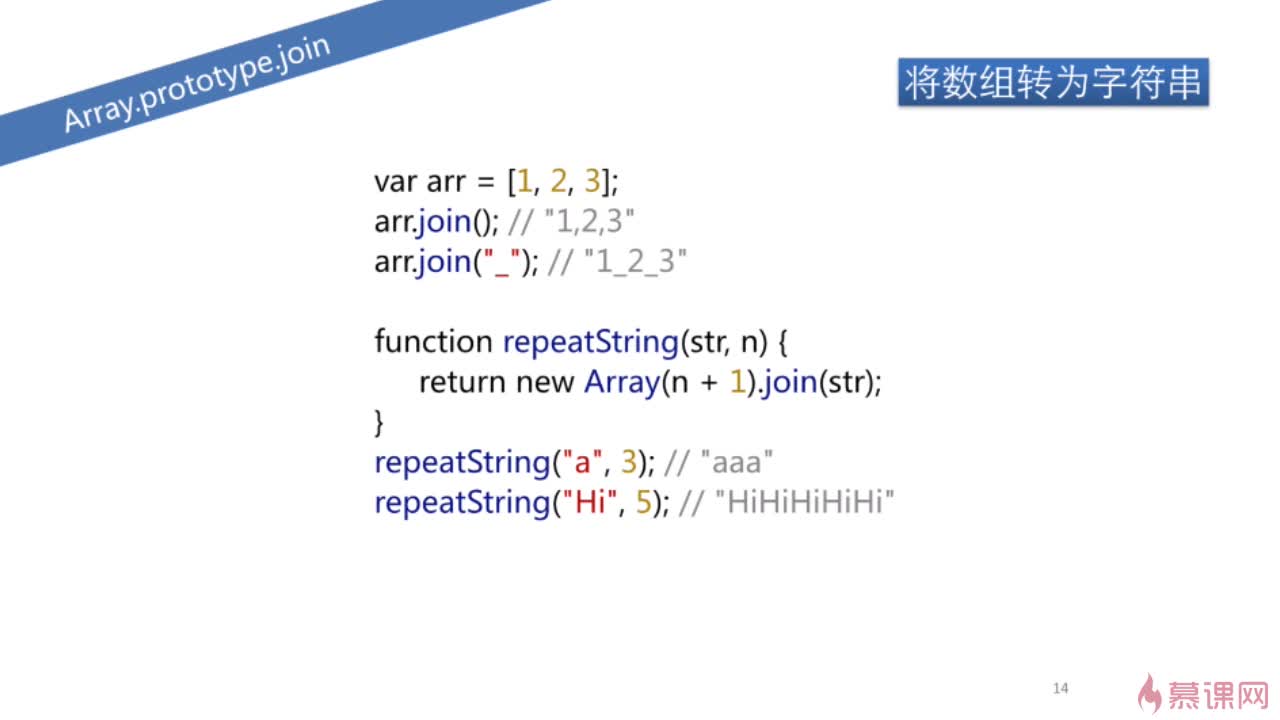 Array.prototype.join
将数组转为字符串
var arr = [1, 2, 3];
arr.join(); // "1,2,3"
arr.join("_"); // "1_2_3"
function repeatString(str, n) {
return new Array(n + 1).join(str);
}
repeatString("a", 3); // "aaa"
repeatString("Hi", 5); // "HiHiHiHiHi"
14
慕课网